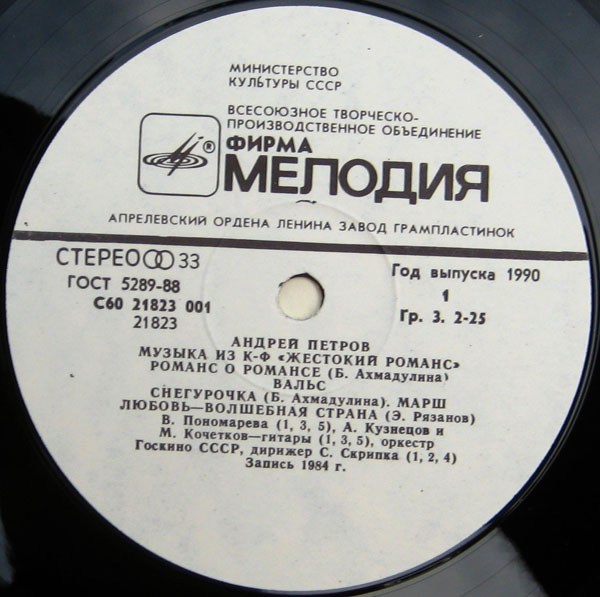 МИНИСТЕРСТВО
КУЛЬТУРЫ СССР
ВСЕСОЮЗНОЕ ТВОРЧЕСКО-
ПРОИЗВОДСТВЕННОЕ ОБЪЕДИНЕНИЕ
®
ФИРМА
МЕЛОДИЯ
АПРЕЛЕВСКИЙ ОРДЕНА ЛЕНИНА ЗАВОД ГРАМПЛАСТИНОК
СТЕРЕО 33
ГОСТ 5289-88
С60 21823 001
21823
Год выпуска 1990
1
Гр. 3. 2-25
АНДРЕЙ ПЕТРОВ
МУЗЫКА ИЗ К-Ф «ЖЕСТОКИЙ РОМАНС»
РОМАНС О РОМАНСЕ (Б. Ахмадулина)
ВАЛЬС
СНЕГУРОЧКА (Б. Ахмадулина). МАРШ
ЛЮБОВЬ—ВОЛШЕБНАЯ СТРАНА (Э. Рязанов)
В. Пономарева (1, 3, 5), А. Кузнецов и
М. Кочетков—гитары (1, 3, 5), оркестр
Госкино СССР, дирижер С. Скрипка (1, 2, 4)
Запись 1984 г.